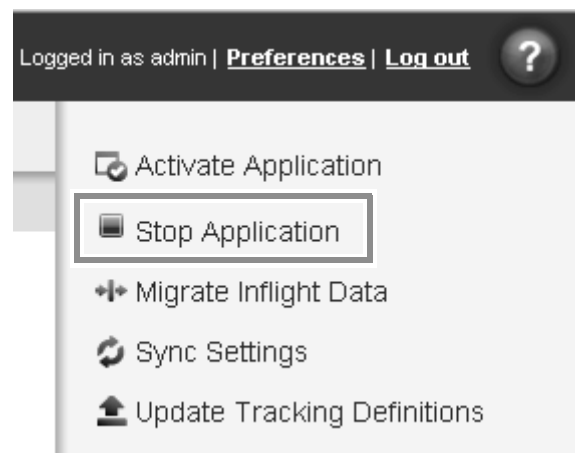 Logged in as admin | Preferences | Log out ?
Activate Application
Stop Application
Migrate Inflight Data
Sync Settings
Update Tracking Definitions